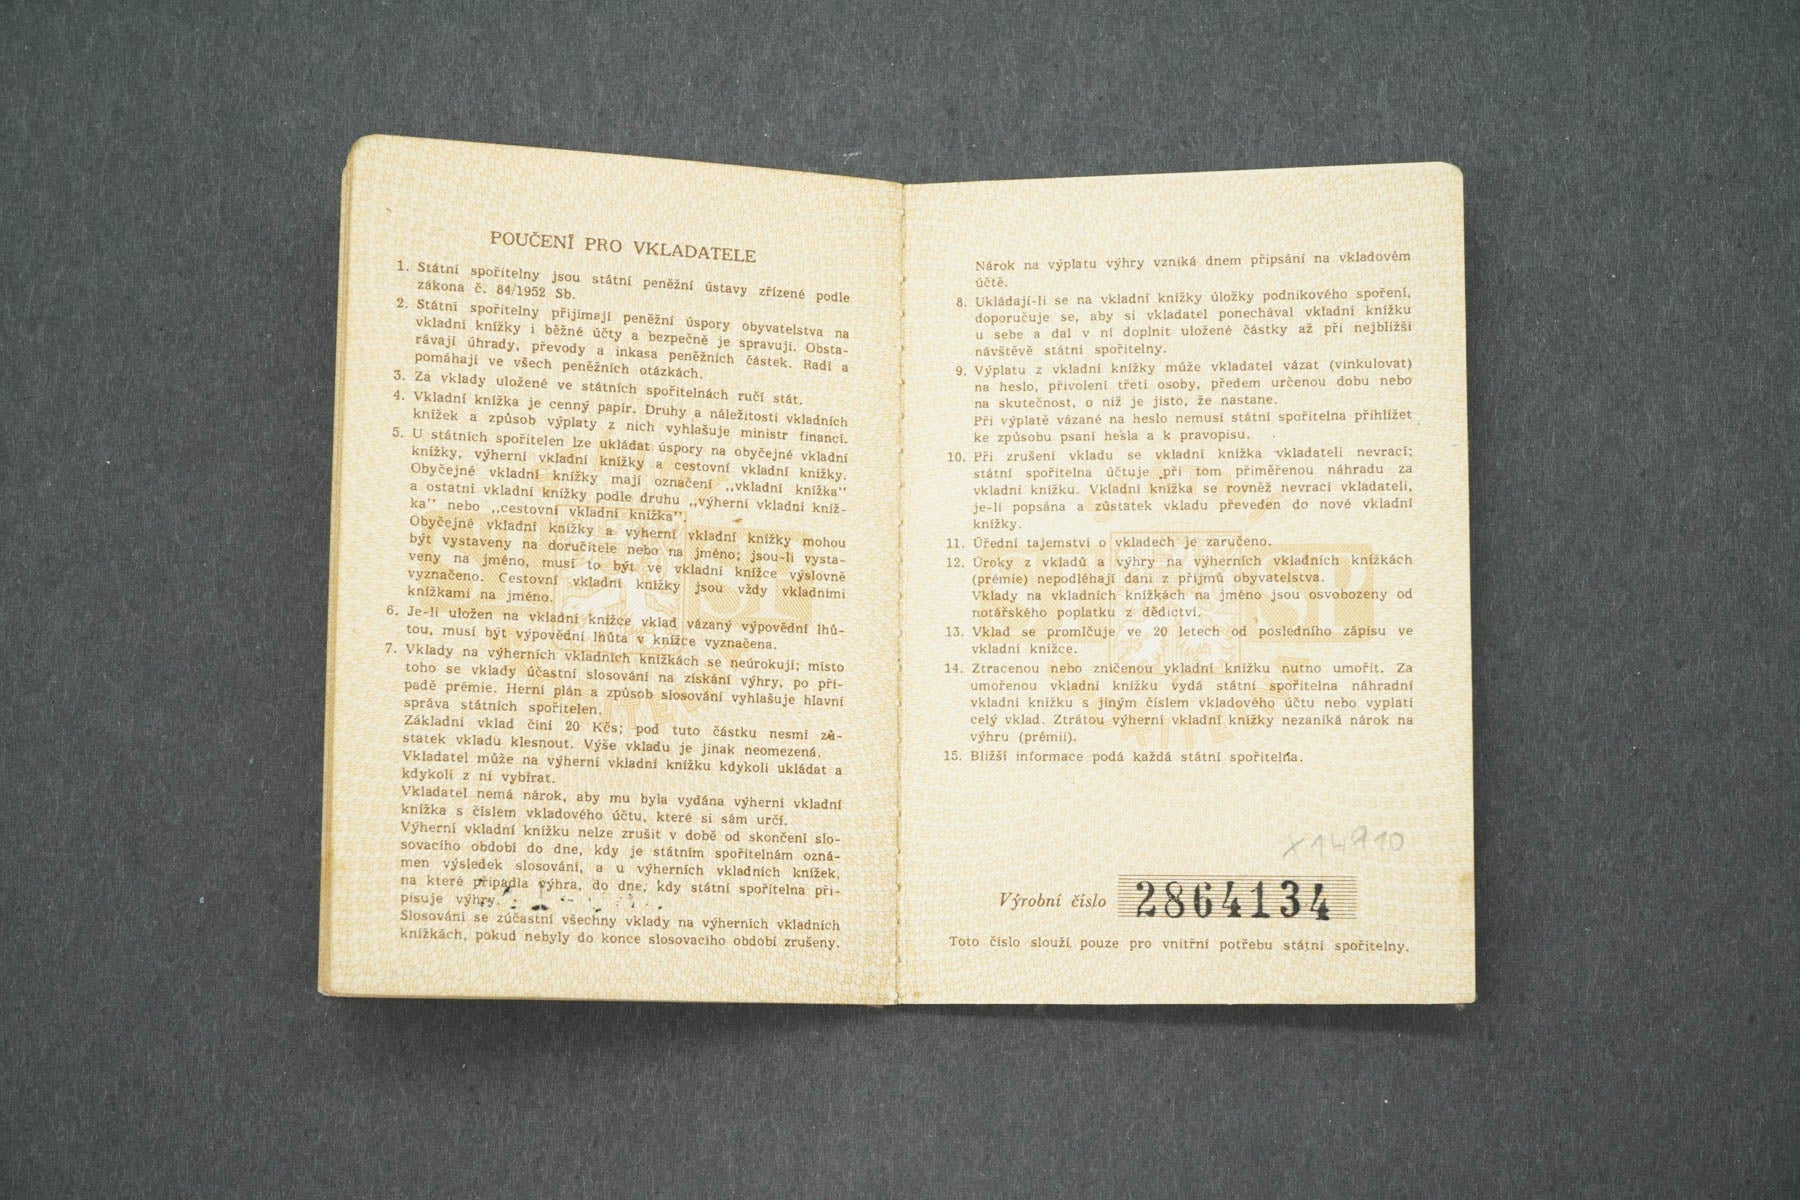 POUČENÍ PRO VKLADATELE
1. Státní spořitelny jsou státní peněžní ústavy zřízené podle
zákona č. 84/1952 Sb.
2. Státní spořitelny přijímají peněžní úspory obyvatelstva na
vkladní knížky i běžné účty a bezpečně je spravují. Obsta-
rávají úhrady, převody a inkasa peněžních částek. Radí a
pomáhají ve všech peněžních otázkách.
3. Za vklady uložené ve státních spořitelnách ručí stát.
4. Vkladní knížka je cenný papír. Druhy a náležitosti vkladních
knížek a způsob výplaty z nich vyhlašuje ministr financí.
5. U státních spořitelen lze ukládat úspory na obyčejné vkladní
knížky, výherní vkladní knížky a cestovní vkladní knížky.
Obyčejné vkladní knížky mají označení ,,vkladní knížka"
a ostatní vkladní knížky podle druhu ,,výherní vkladní kníž-
ka" nebo ,,cestovní vkladní knížka".
Obyčejné vkladní knížky a výherní vkladní knížky mohou
být vystaveny na doručitele nebo na jméno; jsou-li vysta-
veny na jméno, musí to být ve vkladní knížce výslovně
vyznačeno. Cestovní vkladní knížky jsou vždy vkladními
knížkami na jméno.
6. Je-li uložen na vkladní knížce vklad vázaný výpovědní lhů-
tou, musí být výpovědní lhůta v knížce vyznačena.
7. Vklady na výherních vkladních knížkách se neúrokují; místo
toho se vklady účastní slosování na získání výhry, po pří-
padě prémie. Herní plán a způsob slosování vyhlašuje hlavní
správa státních spořitelen.
Základní vklad činí 20 Kčs; pod tuto částku nesmí zů-
statek vkladu klesnout. Výše vkladu je jinak neomezená.
Vkladatel může na výherní vkladní knížku kdykoli ukládat a
kdykoli z ní vybírat.
Vkladatel nemá nárok, aby mu byla vydána výherní vkladní
knížka s číslem vkladového účtu, které si sám určí.
Výherní vkladní knížku nelze zrušit v době od skončení slo-
sovacího období do dne, kdy je státním spořitelnám ozná-
men výsledek slosování, a u výherních vkladních knížek,
na které připadla výhra, do dne, kdy státní spořitelna při-
pisuje výhry.
Slosování se zúčastní všechny vklady na výherních vkladních
knížkách, pokud nebyly do konce slosovacího období zrušeny.
Nárok na výplatu výhry vzniká dnem připsání na vkladovém
účtě.
8. Ukládají-li se na vkladní knížky úložky podnikového spoření,
doporučuje se, aby si vkladatel ponechával vkladní knížku
u sebe a dal v ní doplnit uložené částky až při nejbližší
návštěvě státní spořitelny.
9. Výplatu z vkladní knížky může vkladatel vázat (vinkulovat)
na heslo, přivolení třetí osoby, předem určenou dobu nebo
na skutečnost, o níž je jisto, že nastane.
Při výplatě vázané na heslo nemusí státní spořitelna přihlížet
ke způsobu psaní hesla a k pravopisu.
10. Při zrušení vkladu se vkladní knížka vkladateli nevrací;
státní spořitelna účtuje při tom přiměřenou náhradu za
vkladní knížku. Vkladní knížka se rovněž nevrací vkladateli,
je-li popsána a zůstatek vkladu převeden do nové vkladní
knížky.
11. Úřední tajemství o vkladech je zaručeno.
12. Úroky z vkladů a výhry na výherních vkladních knížkách
(prémie) nepodléhají dani z příjmů obyvatelstva.
Vklady na vkladních knížkách na jméno jsou osvobozeny od
notářského poplatku z dědictví.
13. Vklad se promlčuje ve 20 letech od posledního zápisu ve
vkladní knížce.
14. Ztracenou nebo zničenou vkladní knížku nutno umořit. Za
umořenou vkladní knížku vydá státní spořitelna náhradní
vkladní knížku s jiným číslem vkladového účtu nebo vyplatí
celý vklad. Ztrátou výherní vkladní knížky nezaniká nárok na
výhru (prémii).
15. Bližší informace podá každá státní spořitelna.
x 14910
Výrobní číslo 2864134
Toto číslo slouží pouze pro vnitřní potřebu státní spořitelny.